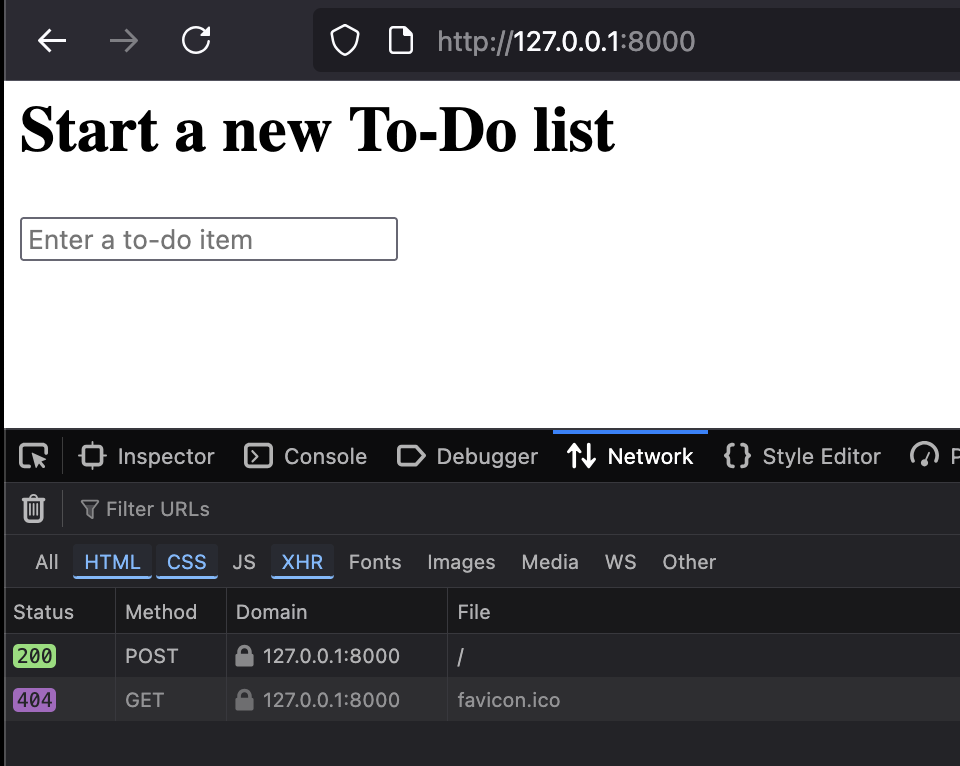 http://127.0.0.1:8000
Start a new To-Do list
Enter a to-do item
Inspector Console Debugger Network Style Editor P
Filter URLs
All HTML CSS JS XHR Fonts Images Media WS Other
Status Method Domain File
200 POST 127.0.0.1:8000 /
404 GET 127.0.0.1:8000 favicon.ico